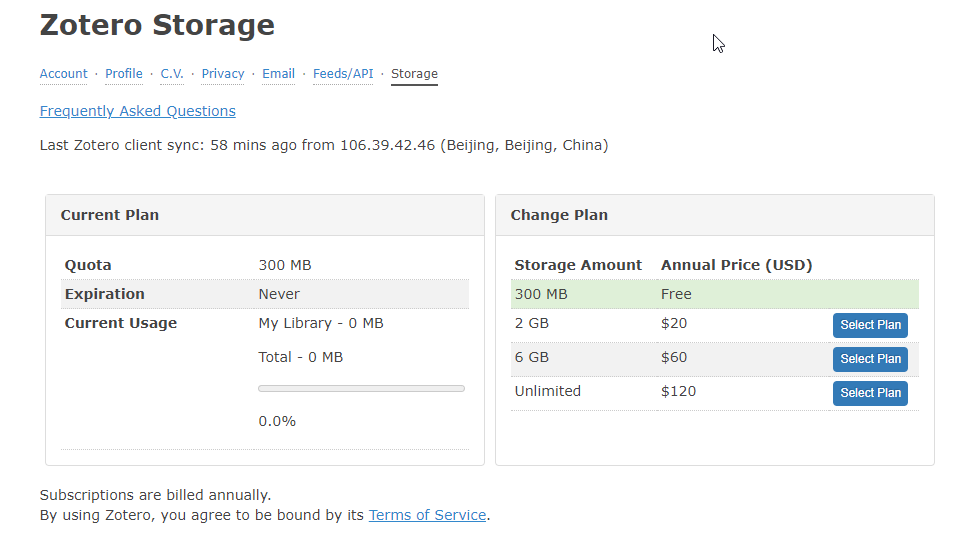 Zotero Storage
Account · Profile · C.V. · Privacy · Email · Feeds/API · Storage
Frequently Asked Questions
Last Zotero client sync: 58 mins ago from 106.39.42.46 (Beijing, Beijing, China)
Current Plan
Quota 300 MB
Expiration Never
Current Usage My Library - 0 MB
Total - 0 MB
0.0%
Change Plan
Storage Amount Annual Price (USD)
300 MB Free
2 GB $20 Select Plan
6 GB $60 Select Plan
Unlimited $120 Select Plan
Subscriptions are billed annually.
By using Zotero, you agree to be bound by its Terms of Service.